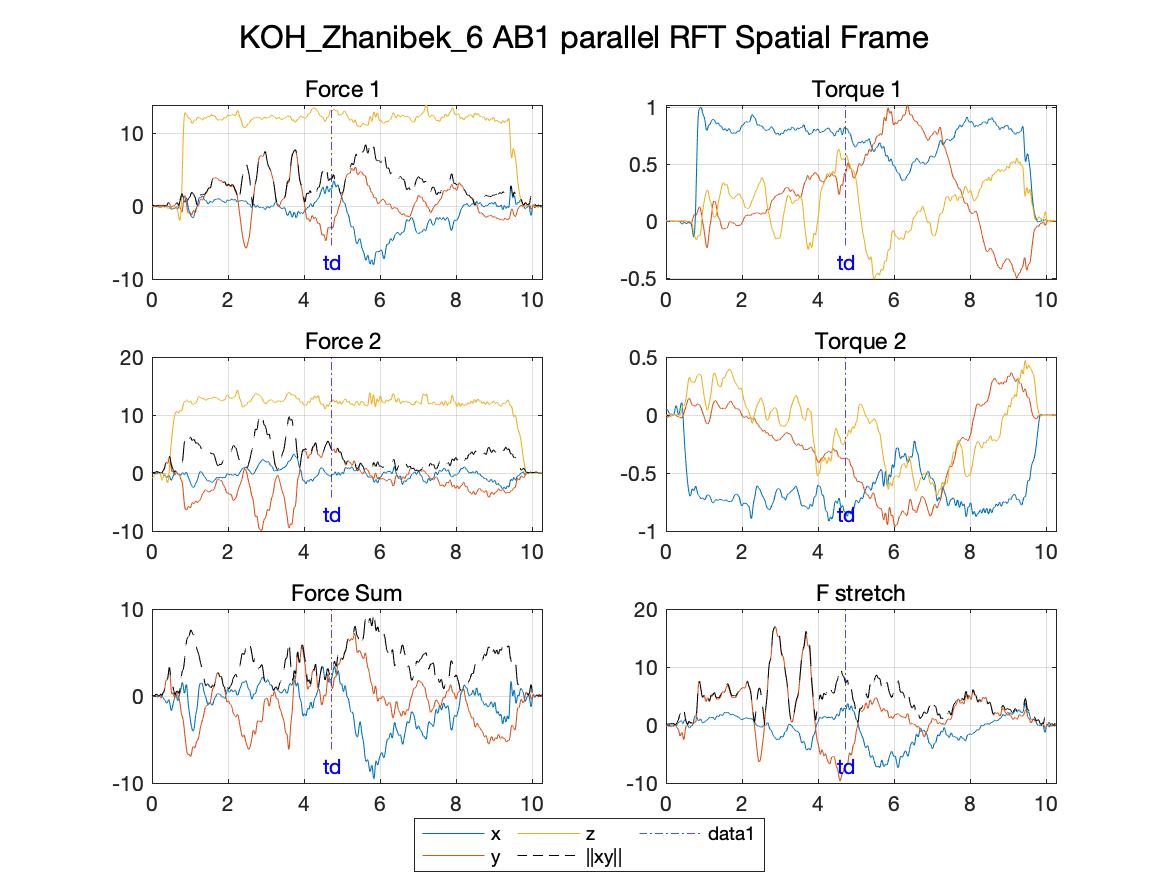 KOH_Zhanibek_6 AB1 parallel RFT Spatial Frame
Force 1
10
0
-10
0 2 4 6 8 10
td
Torque 1
1
0.5
0
-0.5
0 2 4 6 8 10
td
Force 2
20
10
0
-10
0 2 4 6 8 10
td
Torque 2
0.5
0
-0.5
-1
0 2 4 6 8 10
td
Force Sum
10
0
-10
0 2 4 6 8 10
td
F stretch
20
10
0
-10
0 2 4 6 8 10
td
x z data1
y ||xy||